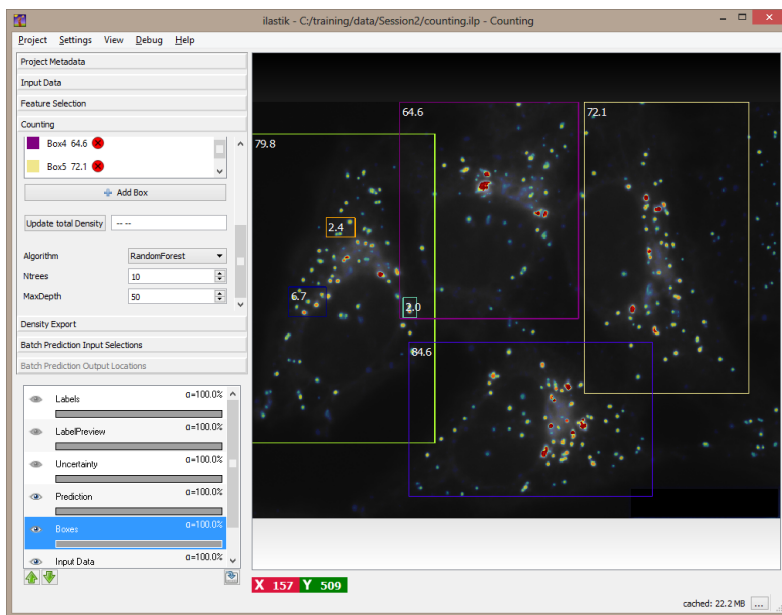 ilastik - C:/training/data/Session2/counting.ilp - Counting
Project Settings View Debug Help
Project Metadata
Input Data
Feature Selection
Counting
Box4 64.6
Box5 72.1
Add Box
Update total Density -- --
Algorithm RandomForest
Ntrees 10
MaxDepth 50
Density Export
Batch Prediction Input Selections
Batch Prediction Output Locations
Labels α=100.0%
LabelPreview α=100.0%
Uncertainty α=100.0%
Prediction α=100.0%
Boxes α=100.0%
Input Data α=100.0%
64.6
72.1
79.8
2.4
6.7
2.0
84.6
X 157 Y 509
cached: 22.2 MB ...